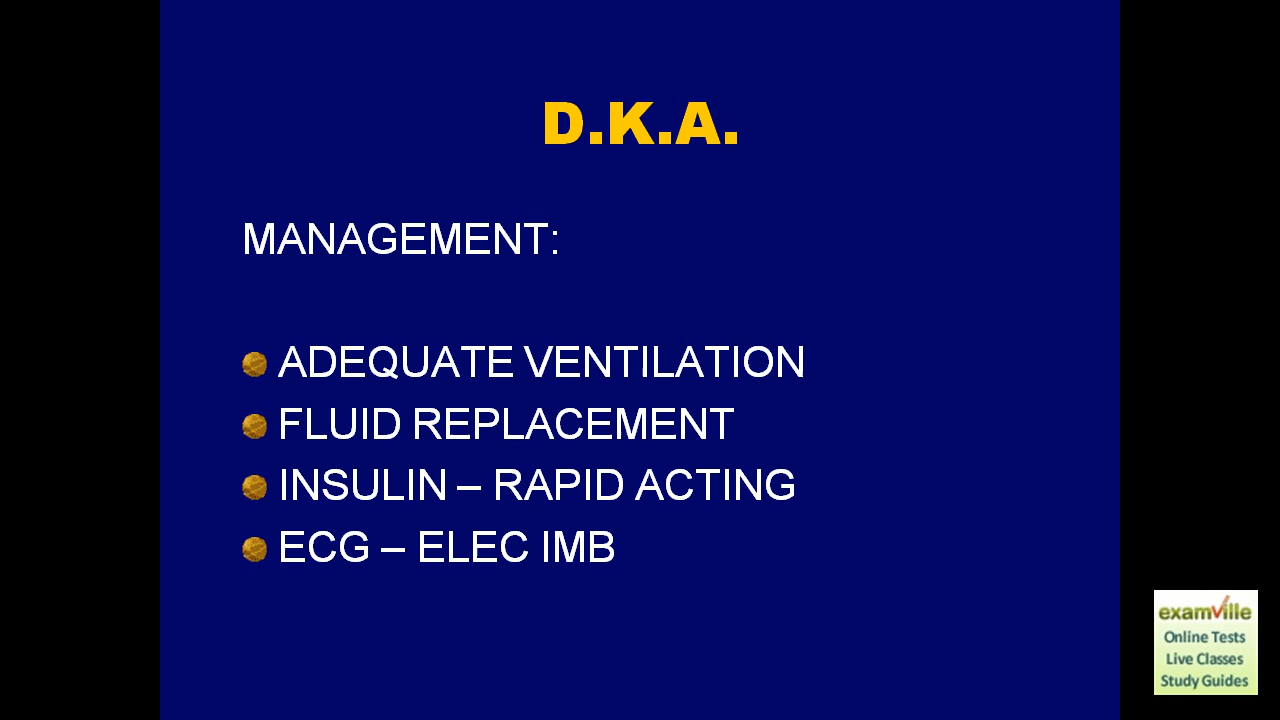 D.K.A.
MANAGEMENT:
ADEQUATE VENTILATION
FLUID REPLACEMENT
INSULIN – RAPID ACTING
ECG – ELEC IMB
examville
Online Tests
Live Classes
Study Guides